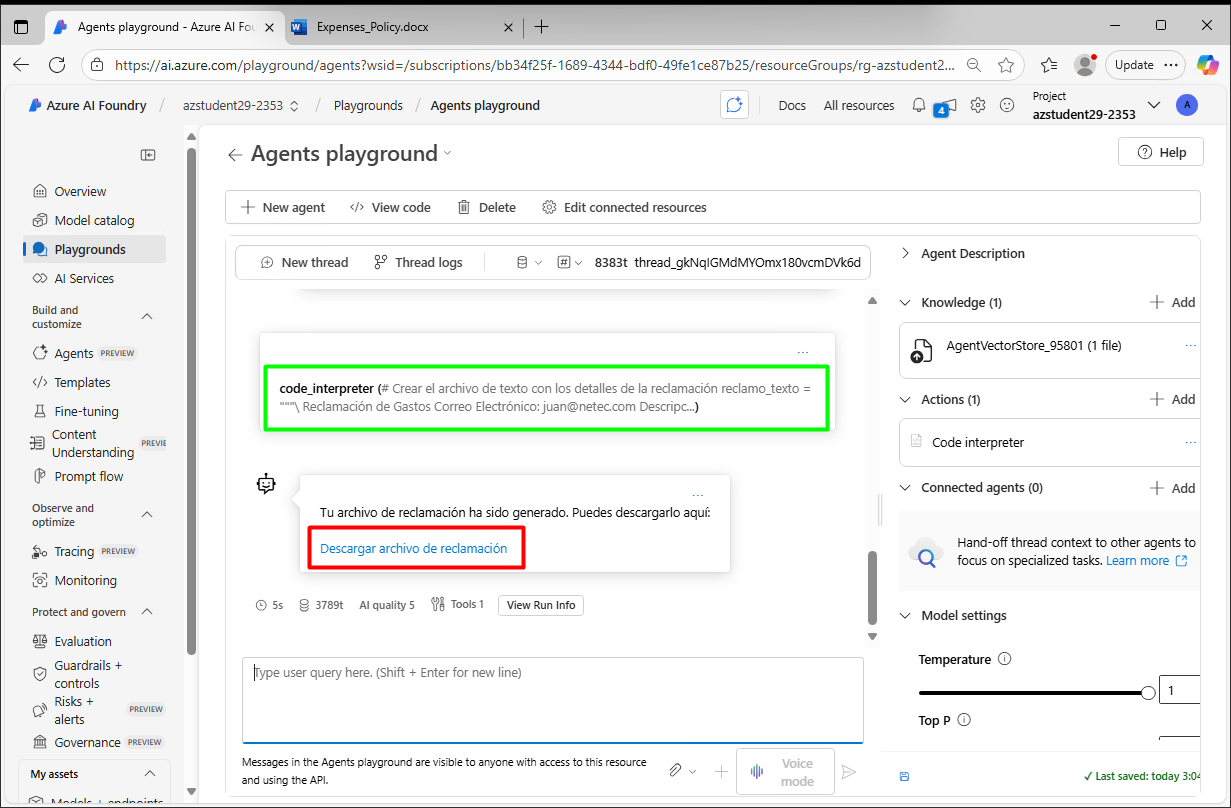 Agents playground - Azure AI Fou
Expenses_Policy.docx
https://ai.azure.com/playground/agents?wsid=/subscriptions/bb34f25f-1689-4344-bdf0-49fe1ce87b25/resourceGroups/rg-azstudent2...
Update
Azure AI Foundry / azstudent29-2353 / Playgrounds / Agents playground
Docs
All resources
4
Project
azstudent29-2353
A
Overview
Model catalog
Playgrounds
AI Services
Build and
customize
Agents PREVIEW
Templates
Fine-tuning
Content
Understanding PREVIE
Prompt flow
Observe and
optimize
Tracing PREVIEW
Monitoring
Protect and govern
Evaluation
Guardrails +
controls
Risks +
alerts PREVIEW
Governance PREVIEW
My assets
Models + endpoints
Agents playground
Help
New agent
View code
Delete
Edit connected resources
New thread
Thread logs
8383t thread_gkNqIGMdMYOmx180vcmDVk6d
code_interpreter (# Crear el archivo de texto con los detalles de la reclamación reclamo_texto =
"""\ Reclamación de Gastos Correo Electrónico: juan@netec.com Descripc...)
Tu archivo de reclamación ha sido generado. Puedes descargarlo aquí:
Descargar archivo de reclamación
5s
3789t
AI quality 5
Tools 1
View Run Info
Type user query here. (Shift + Enter for new line)
Messages in the Agents playground are visible to anyone with access to this resource
and using the API.
Voice
mode
Agent Description
Knowledge (1)
Add
AgentVectorStore_95801 (1 file)
Actions (1)
Add
Code interpreter
Connected agents (0)
Add
Hand-off thread context to other agents to
focus on specialized tasks. Learn more
Model settings
Temperature
1
Top P
Last saved: today 3:04